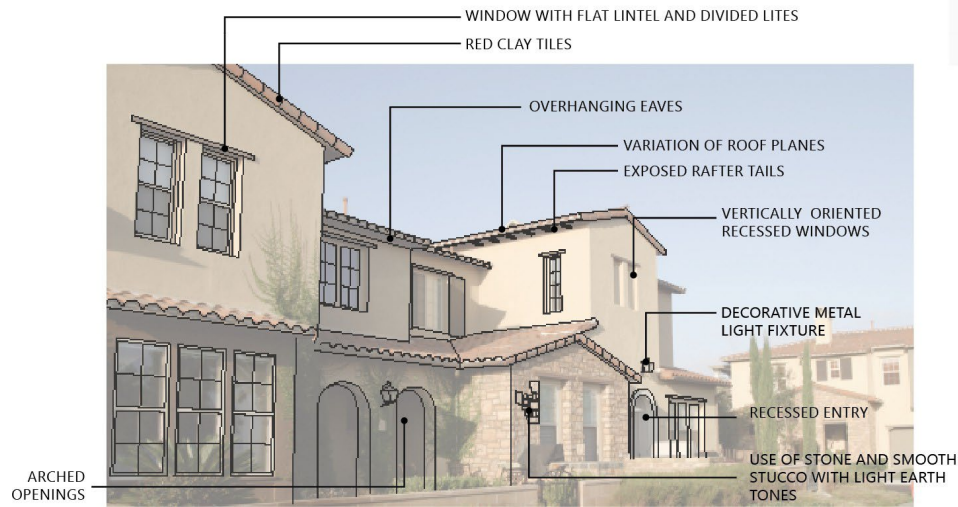 WINDOW WITH FLAT LINTEL AND DIVIDED LITES
RED CLAY TILES
OVERHANGING EAVES
VARIATION OF ROOF PLANES
EXPOSED RAFTER TAILS
VERTICALLY ORIENTED
RECESSED WINDOWS
DECORATIVE METAL
LIGHT FIXTURE
RECESSED ENTRY
USE OF STONE AND SMOOTH
STUCCO WITH LIGHT EARTH
TONES
ARCHED
OPENINGS